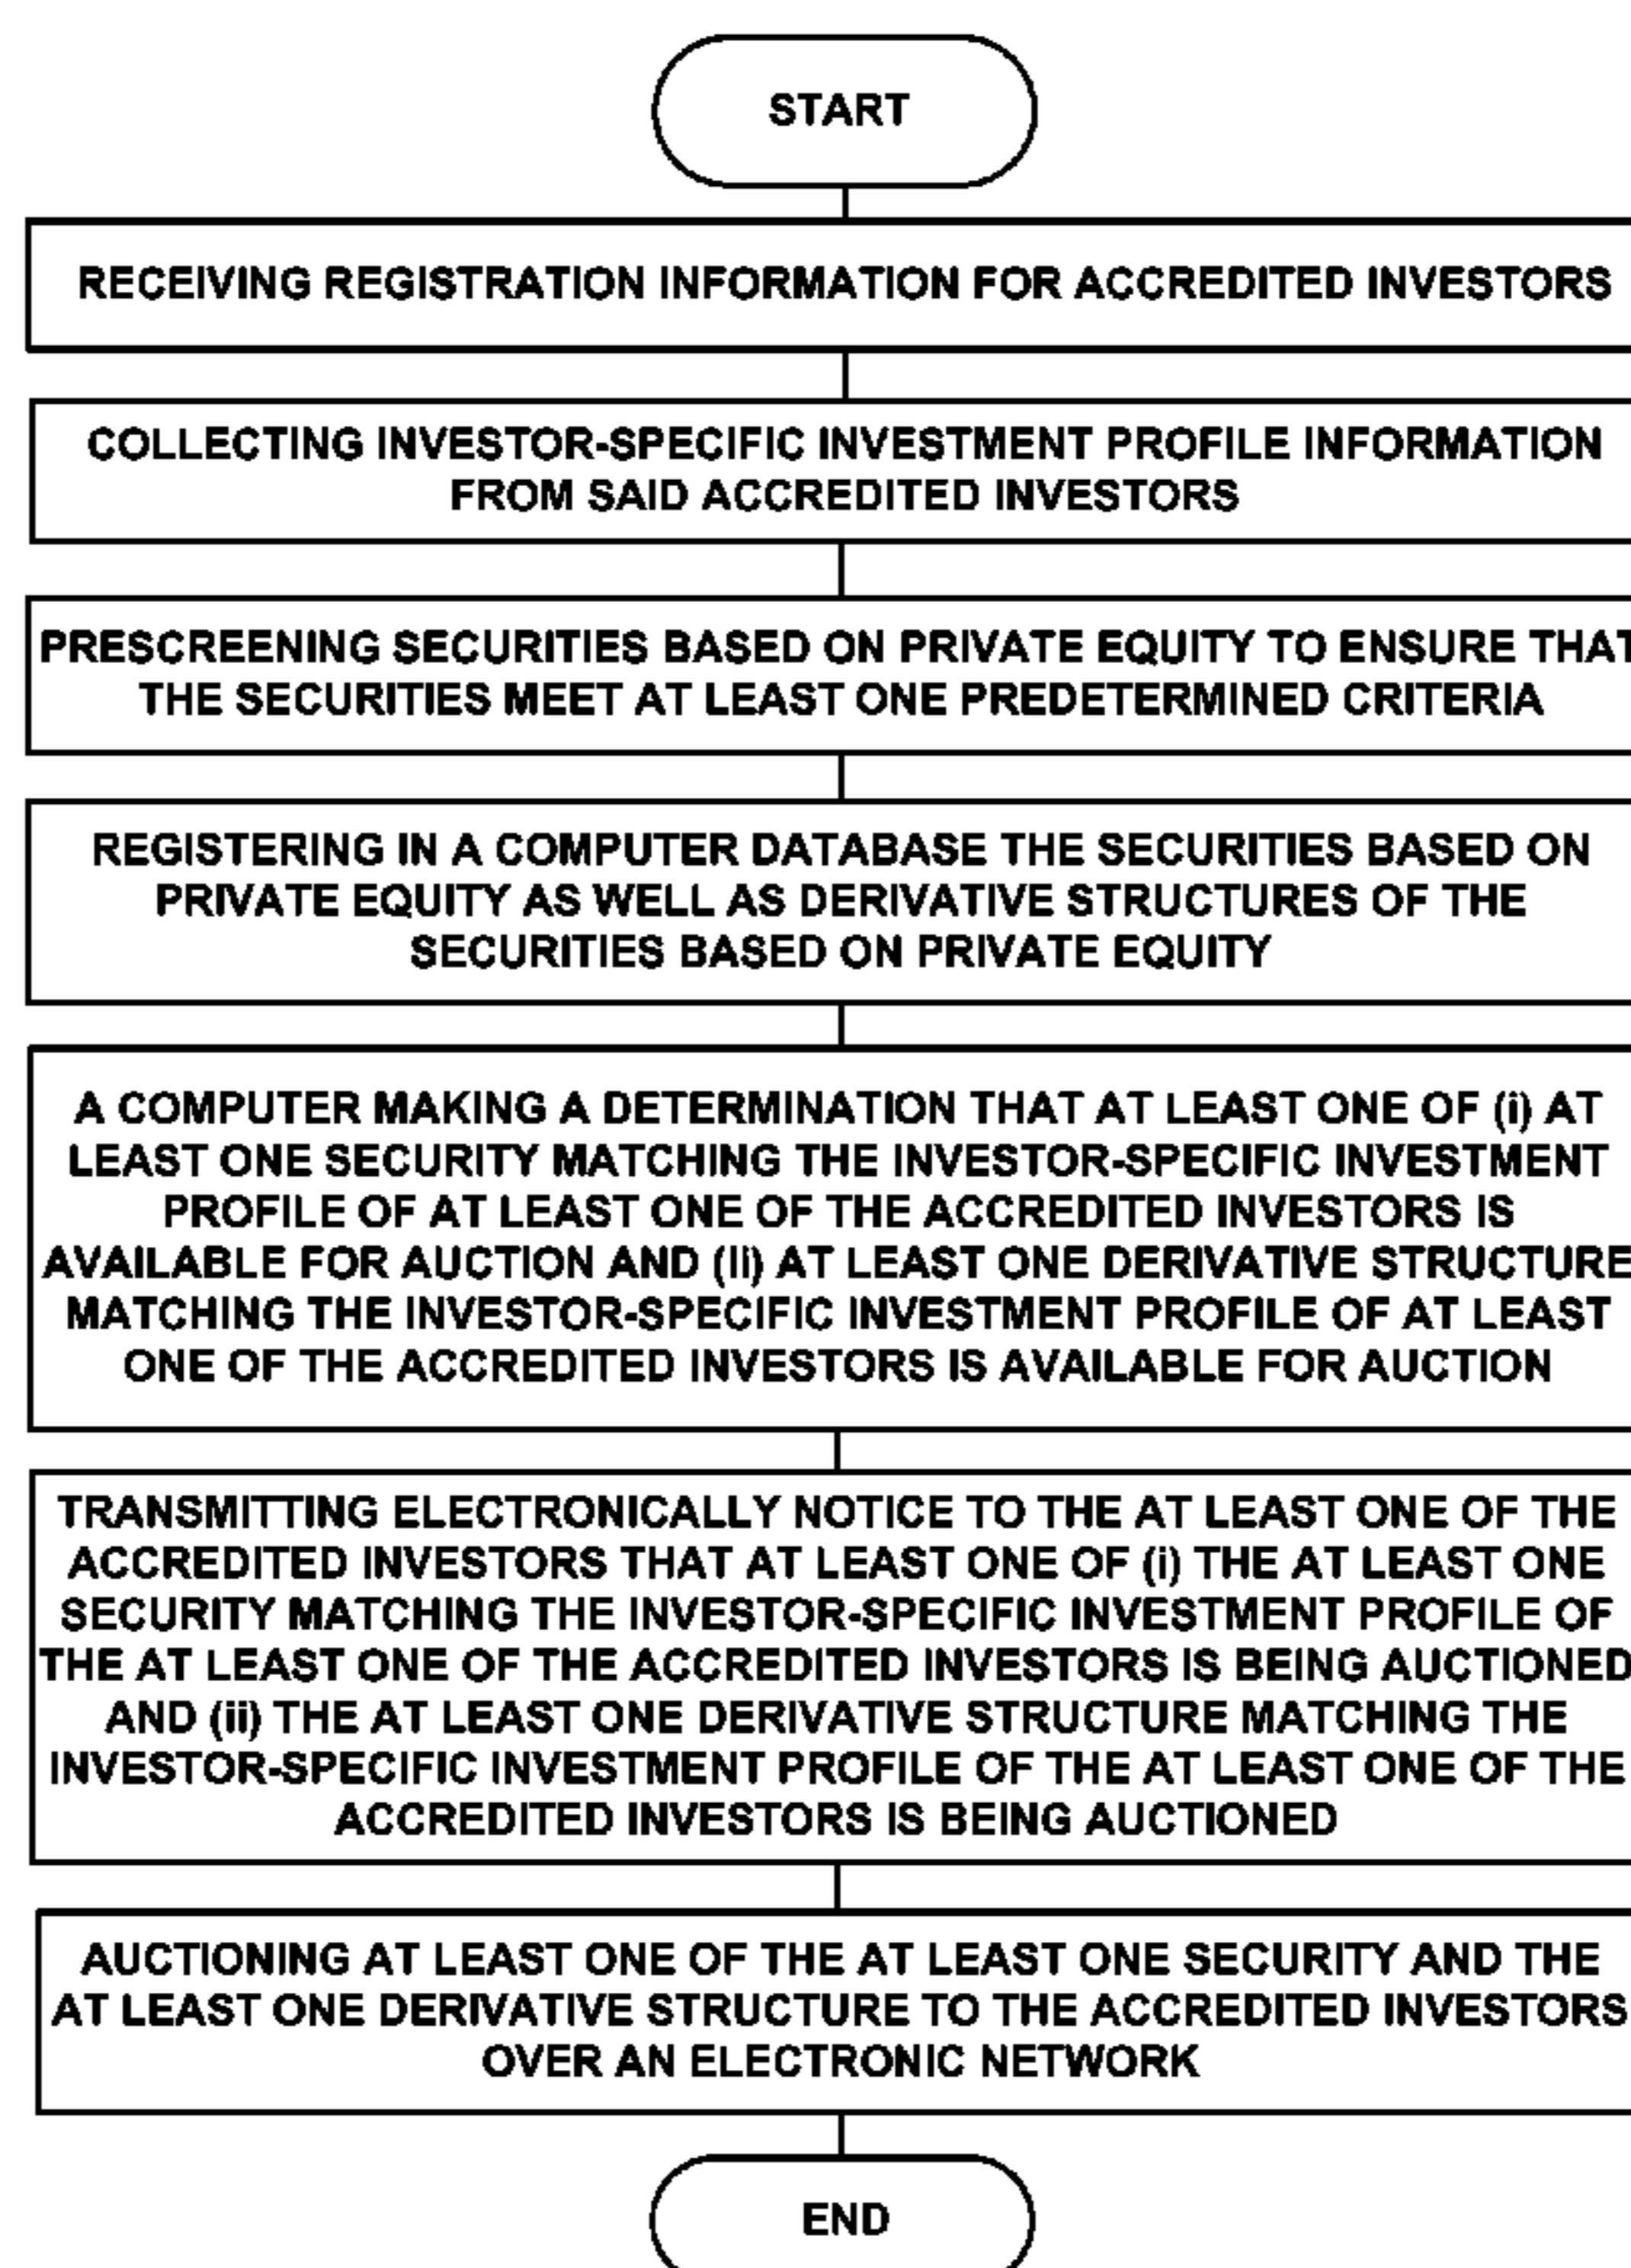 START
RECEIVING REGISTRATION INFORMATION FOR ACCREDITED INVESTORS
COLLECTING INVESTOR-SPECIFIC INVESTMENT PROFILE INFORMATION
FROM SAID ACCREDITED INVESTORS
PRESCREENING SECURITIES BASED ON PRIVATE EQUITY TO ENSURE THAT
THE SECURITIES MEET AT LEAST ONE PREDETERMINED CRITERIA
REGISTERING IN A COMPUTER DATABASE THE SECURITIES BASED ON
PRIVATE EQUITY AS WELL AS DERIVATIVE STRUCTURES OF THE
SECURITIES BASED ON PRIVATE EQUITY
A COMPUTER MAKING A DETERMINATION THAT AT LEAST ONE OF (i) AT
LEAST ONE SECURITY MATCHING THE INVESTOR-SPECIFIC INVESTMENT
PROFILE OF AT LEAST ONE OF THE ACCREDITED INVESTORS IS
AVAILABLE FOR AUCTION AND (Ii) AT LEAST ONE DERIVATIVE STRUCTURE
MATCHING THE INVESTOR-SPECIFIC INVESTMENT PROFILE OF AT LEAST
ONE OF THE ACCREDITED INVESTORS IS AVAILABLE FOR AUCTION
TRANSMITTING ELECTRONICALLY NOTICE TO THE AT LEAST ONE OF THE
ACCREDITED INVESTORS THAT AT LEAST ONE OF (i) THE AT LEAST ONE
SECURITY MATCHING THE INVESTOR-SPECIFIC INVESTMENT PROFILE OF
THE AT LEAST ONE OF THE ACCREDITED INVESTORS IS BEING AUCTIONED
AND (ii) THE AT LEAST ONE DERIVATIVE STRUCTURE MATCHING THE
INVESTOR-SPECIFIC INVESTMENT PROFILE OF THE AT LEAST ONE OF THE
ACCREDITED INVESTORS IS BEING AUCTIONED
AUCTIONING AT LEAST ONE OF THE AT LEAST ONE SECURITY AND THE
AT LEAST ONE DERIVATIVE STRUCTURE TO THE ACCREDITED INVESTORS
OVER AN ELECTRONIC NETWORK
END